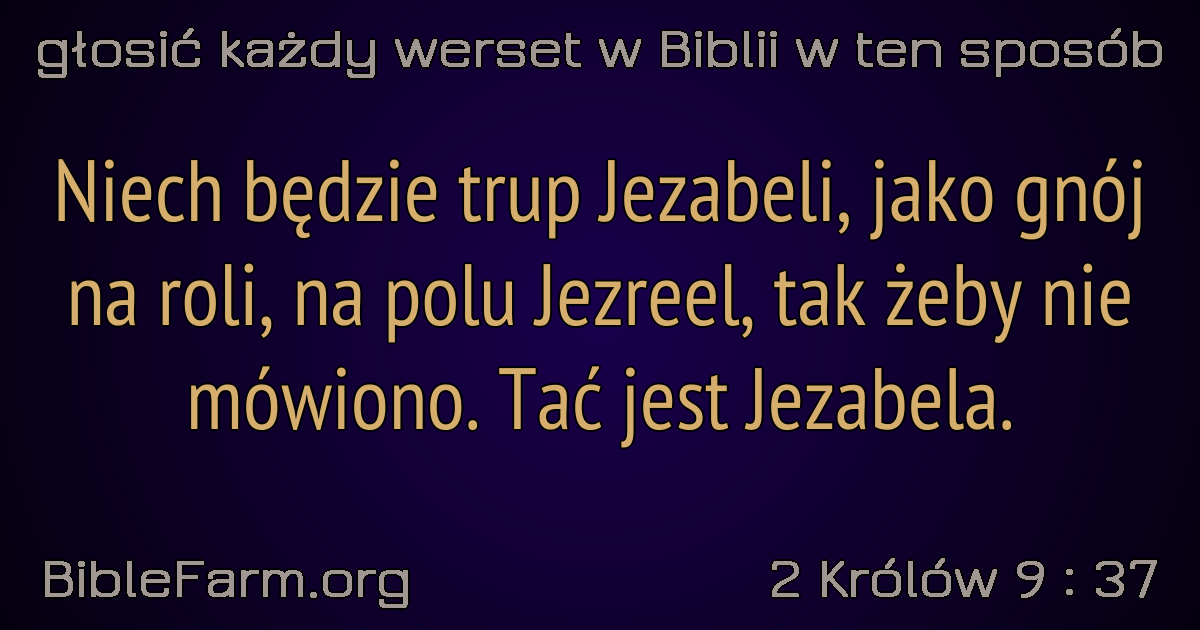 głosić każdy werset w Biblii w ten sposób
Niech będzie trup Jezabeli, jako gnój
na roli, na polu Jezreel, tak żeby nie
mówiono. Tać jest Jezabela.
BibleFarm.org
2 Królów 9 : 37